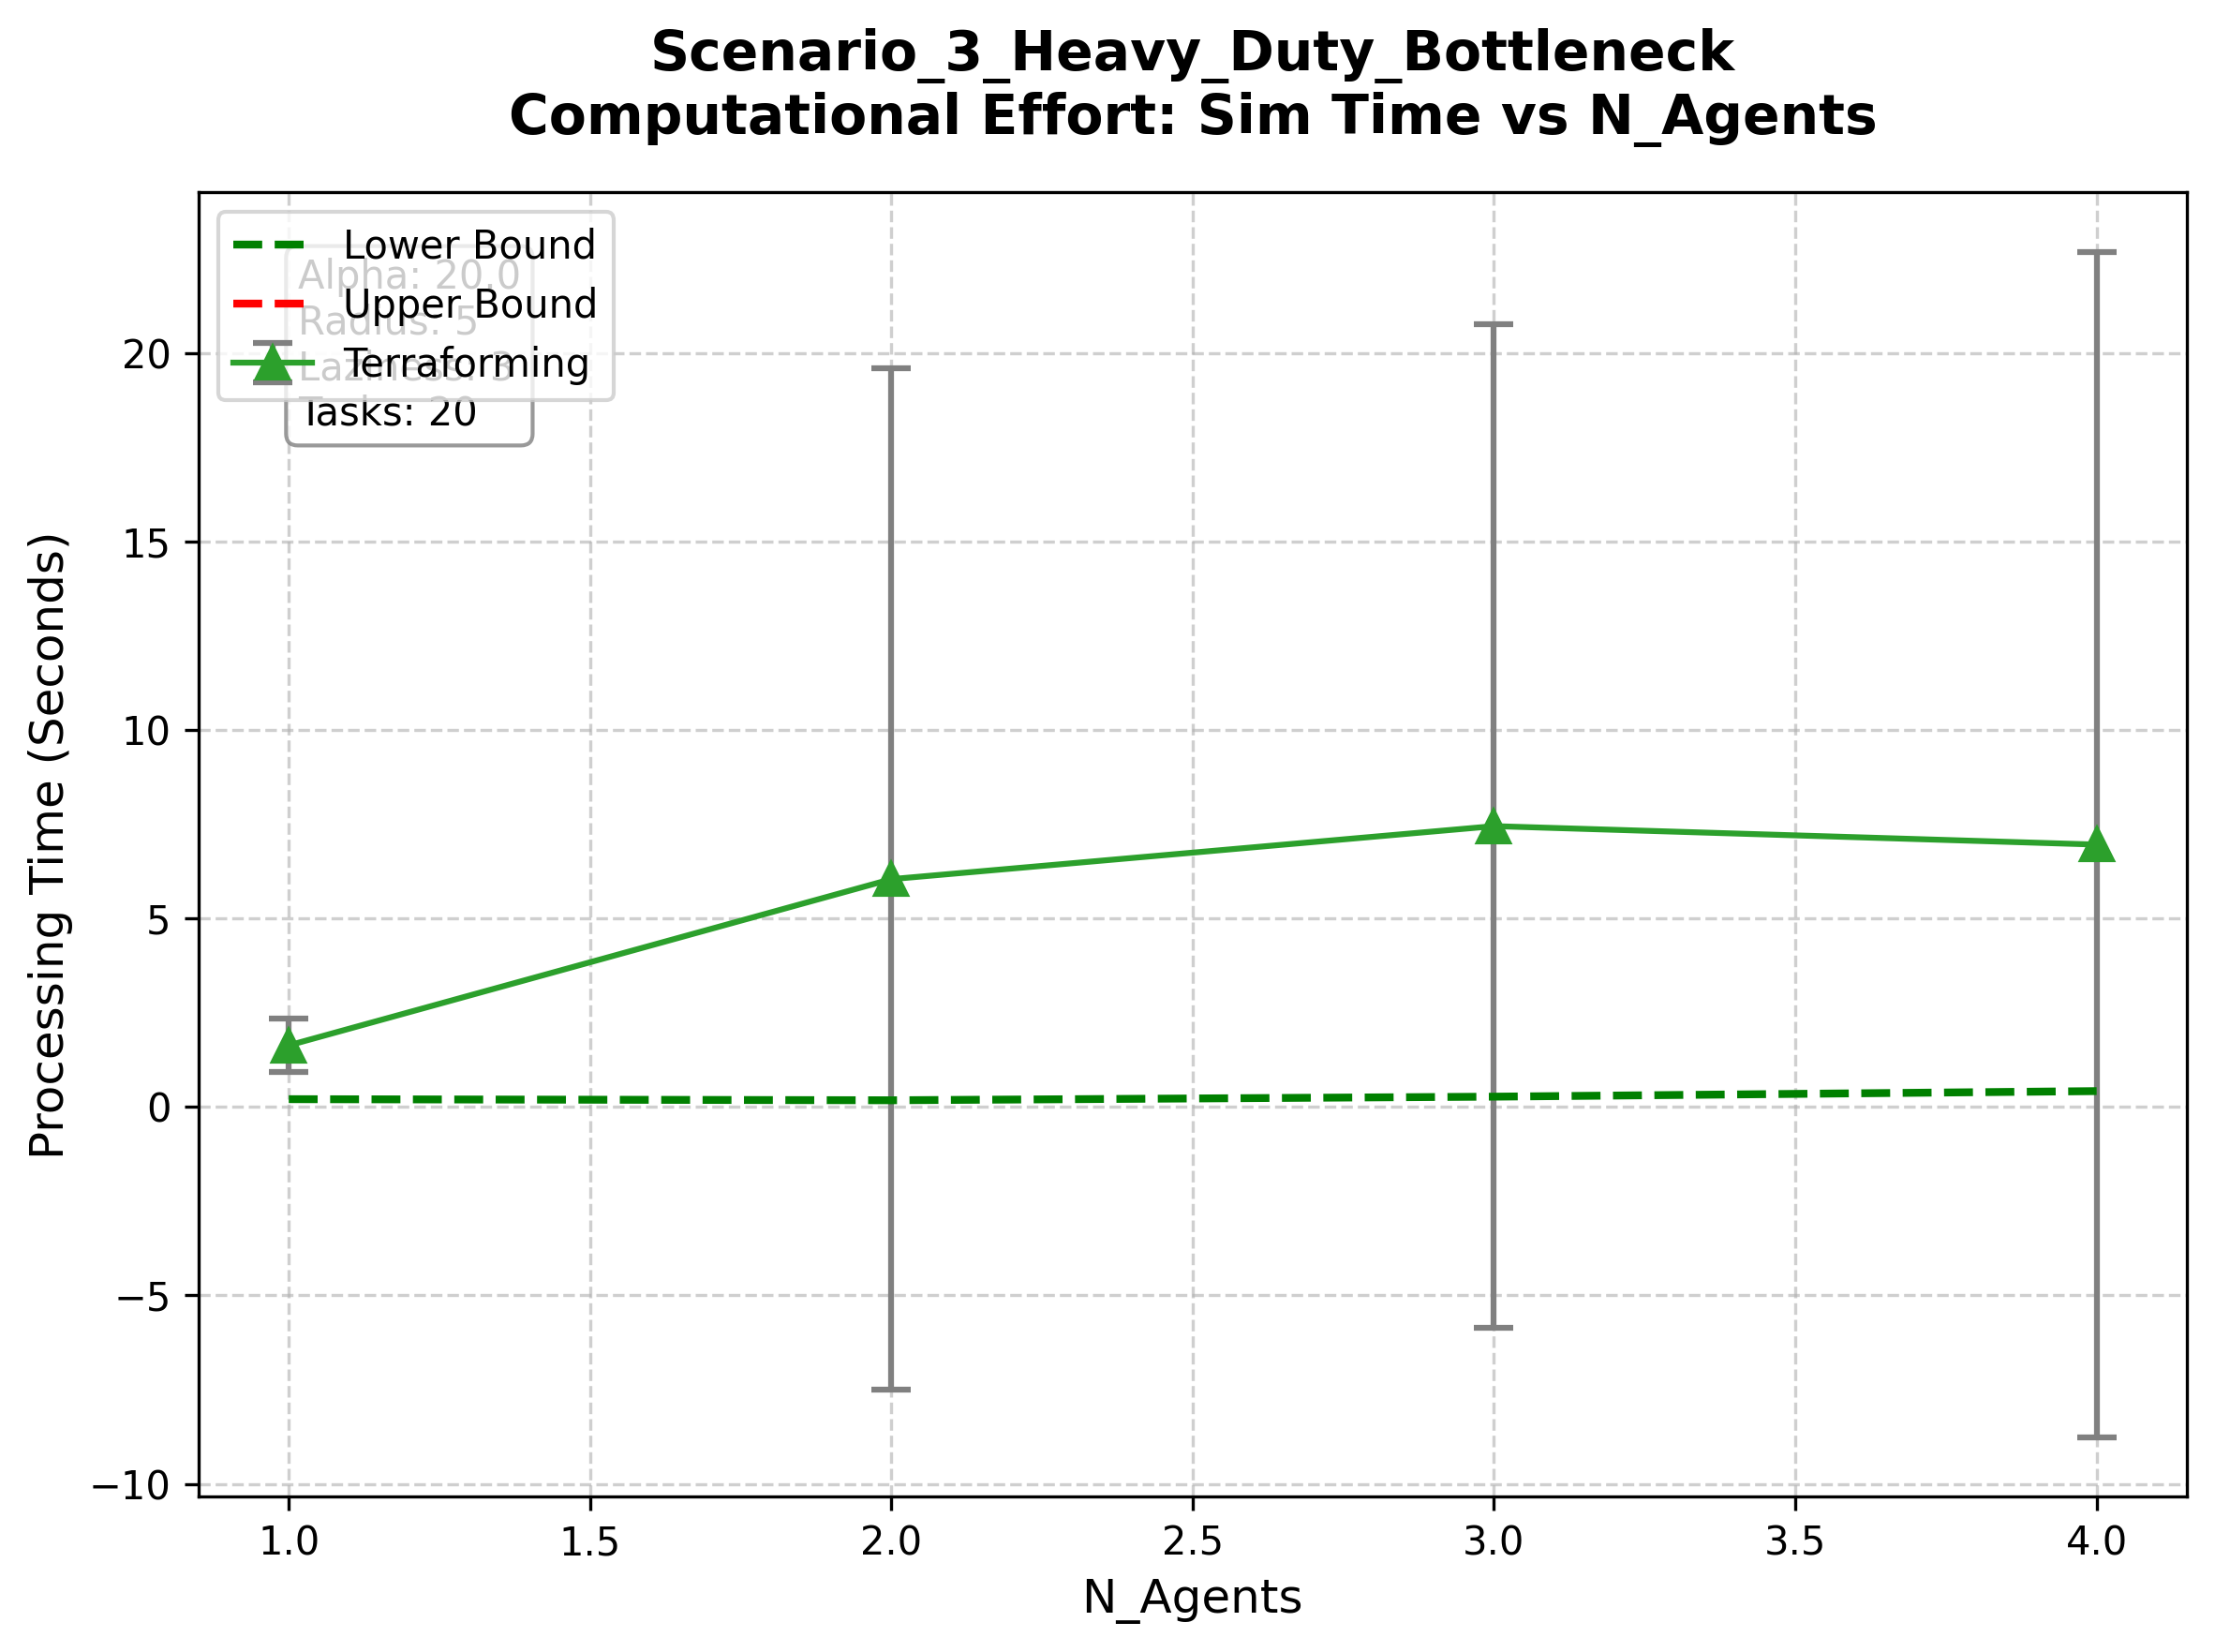 Scenario_3_Heavy_Duty_Bottleneck
Computational Effort: Sim Time vs N_Agents
Lower Bound
Upper Bound
Terraforming
Alpha: 20.0
Radius: 5
Laziness: 3
Tasks: 20
Processing Time (Seconds)
20
15
10
5
0
−5
−10
1.0 1.5 2.0 2.5 3.0 3.5 4.0
N_Agents